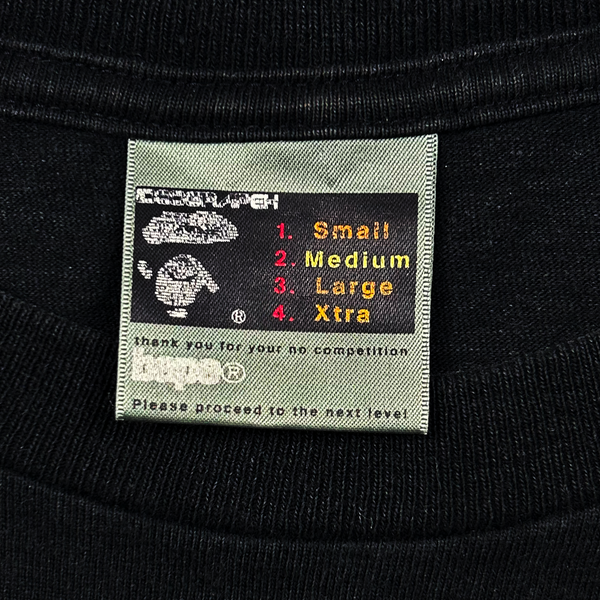 1. Small
2. Medium
3. Large
4. Xtra
®
thank you for your no competition
bape®
Please proceed to the next level